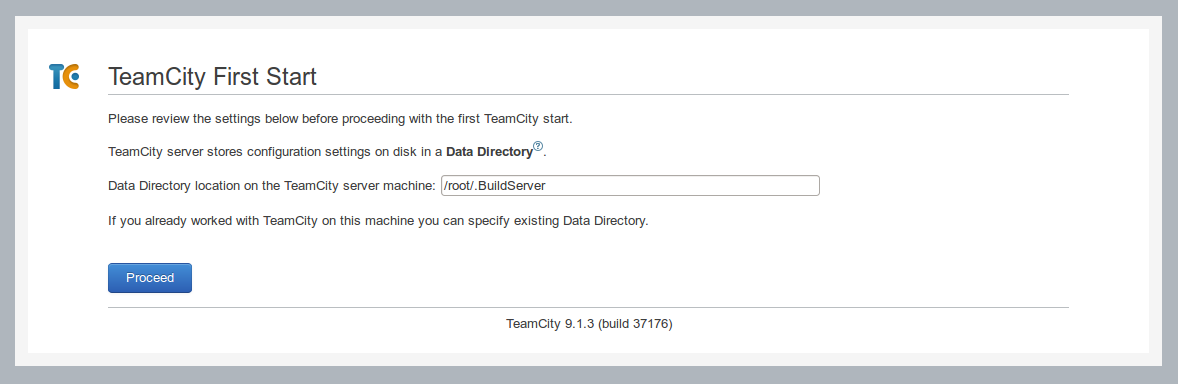 TC
TeamCity First Start
Please review the settings below before proceeding with the first TeamCity start.
TeamCity server stores configuration settings on disk in a Data Directory?.
Data Directory location on the TeamCity server machine: /root/.BuildServer
If you already worked with TeamCity on this machine you can specify existing Data Directory.
Proceed
TeamCity 9.1.3 (build 37176)